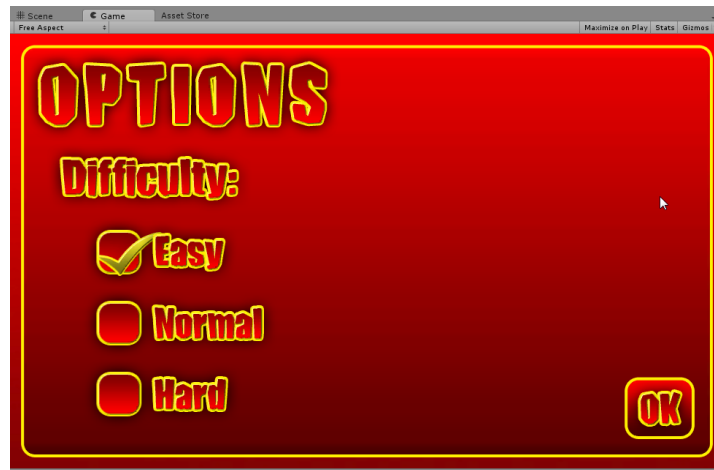 Scene Game Asset Store
Free Aspect Maximize on Play Stats Gizmos
OPTIONS
Difficulty:
Easy
Normal
Hard
OK